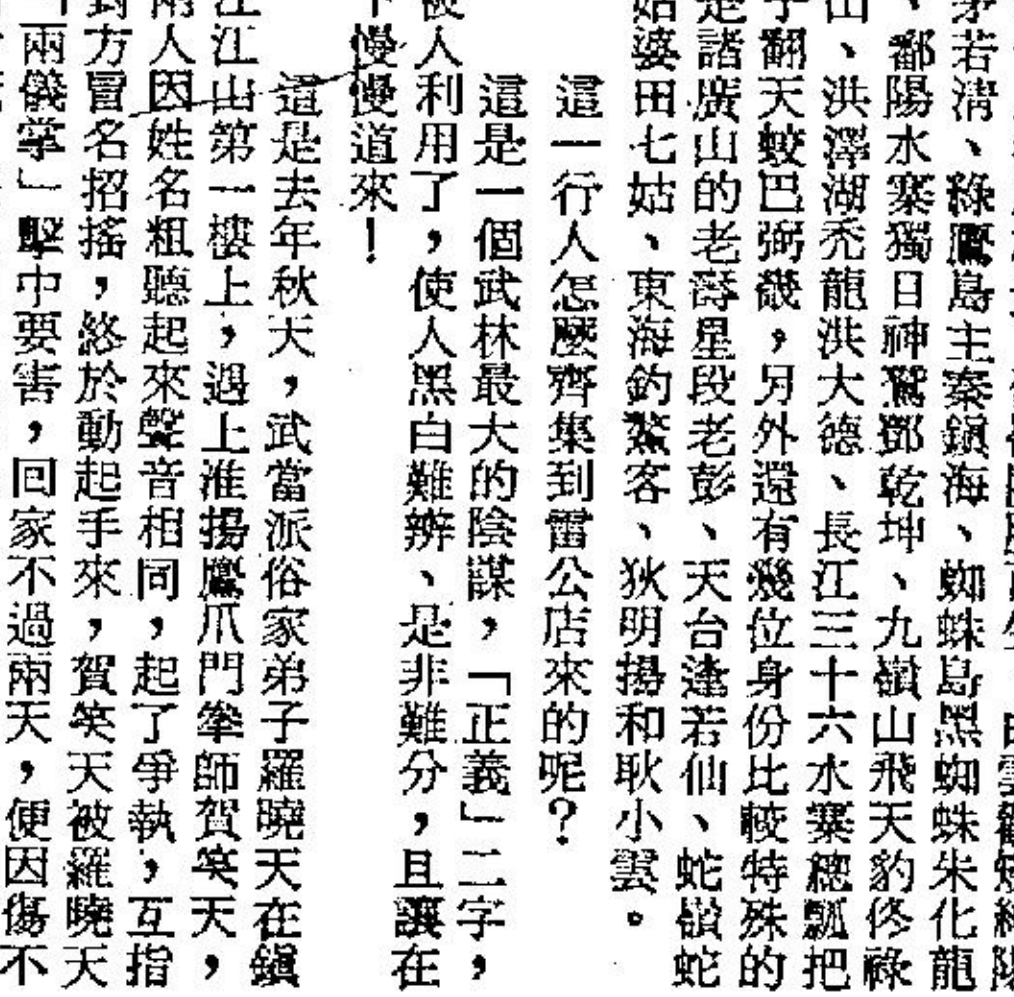 茅若淸、綠鷹島主秦鎖海、蜘蛛島黑蜘蛛朱化龍
、鄱陽水寨獨日神鷲鄧乾坤、九嶺山飛天豹佟祿
山、洪澤湖禿龍洪大德、長江三十六水寨總瓢把
子翻天蛟巴弼畿，另外還有幾位身份比較特殊的
是諸廣山的老壽星段老彭、天台逢若仙、蛇嶺蛇
姑婆田七姑、東海釣鰲客、狄明揚和耿小雲。
這一行人怎麼齊集到雷公店來的呢？
這是一個武林最大的陰謀，「正義」二字，
被人利用了，使人黑白難辨、是非難分，且讓在
下慢慢道來！
這是去年秋天，武當派俗家弟子羅曉天在鎭
江江山第一樓上，遇上淮揚鷹爪門拳師賀笑天，
兩人因姓名粗聽起來聲音相同，起了爭執，互指
對方冒名招搖，終於動起手來，賀笑天被羅曉天
「兩儀掌」擊中要害，回家不過兩天，便因傷不